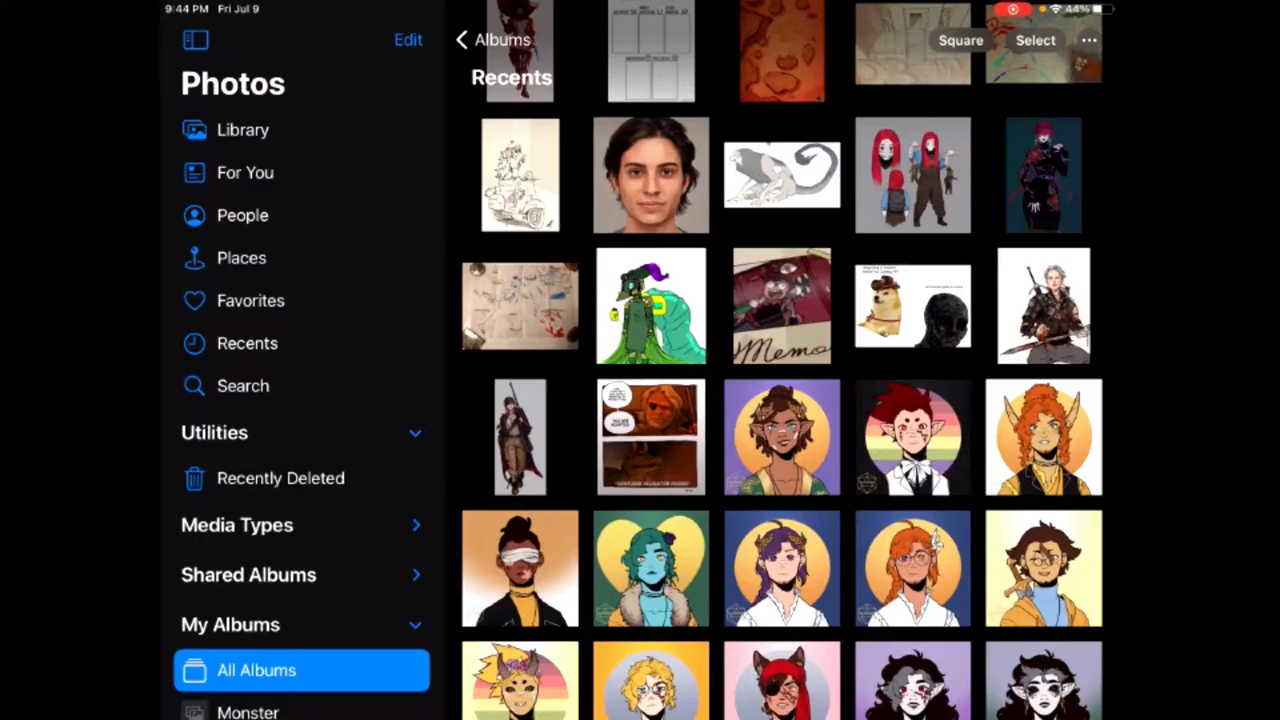 9:44 PM Fri Jul 9
44%
Edit
Albums
Square
Select
Photos
Recents
Library
For You
People
Places
Favorites
Recents
Search
Utilities
Recently Deleted
Media Types
Shared Albums
My Albums
All Albums
Monster
Memo